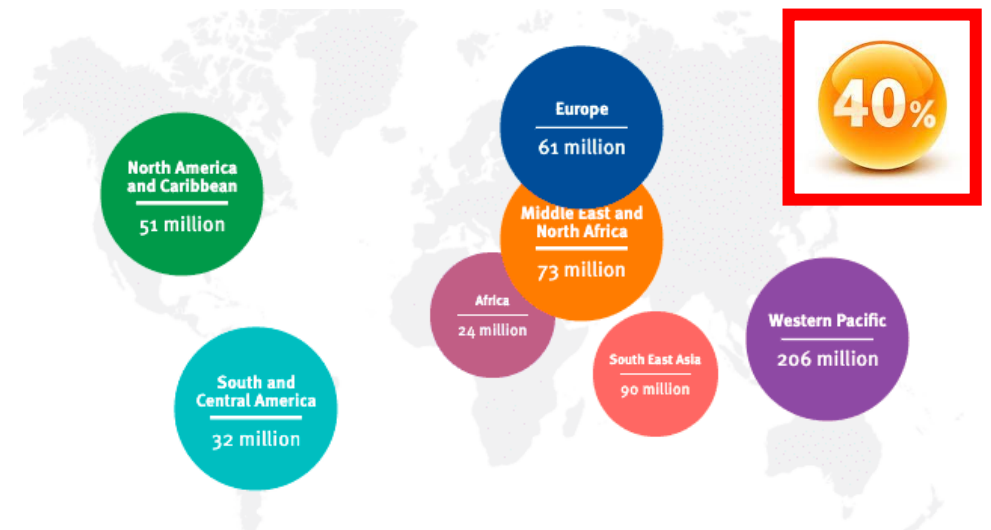 40%
Europe
61 million
North America
and Caribbean
51 million
Middle East and
North Africa
73 million
Africa
24 million
Western Pacific
206 million
South East Asia
90 million
South and
Central America
32 million